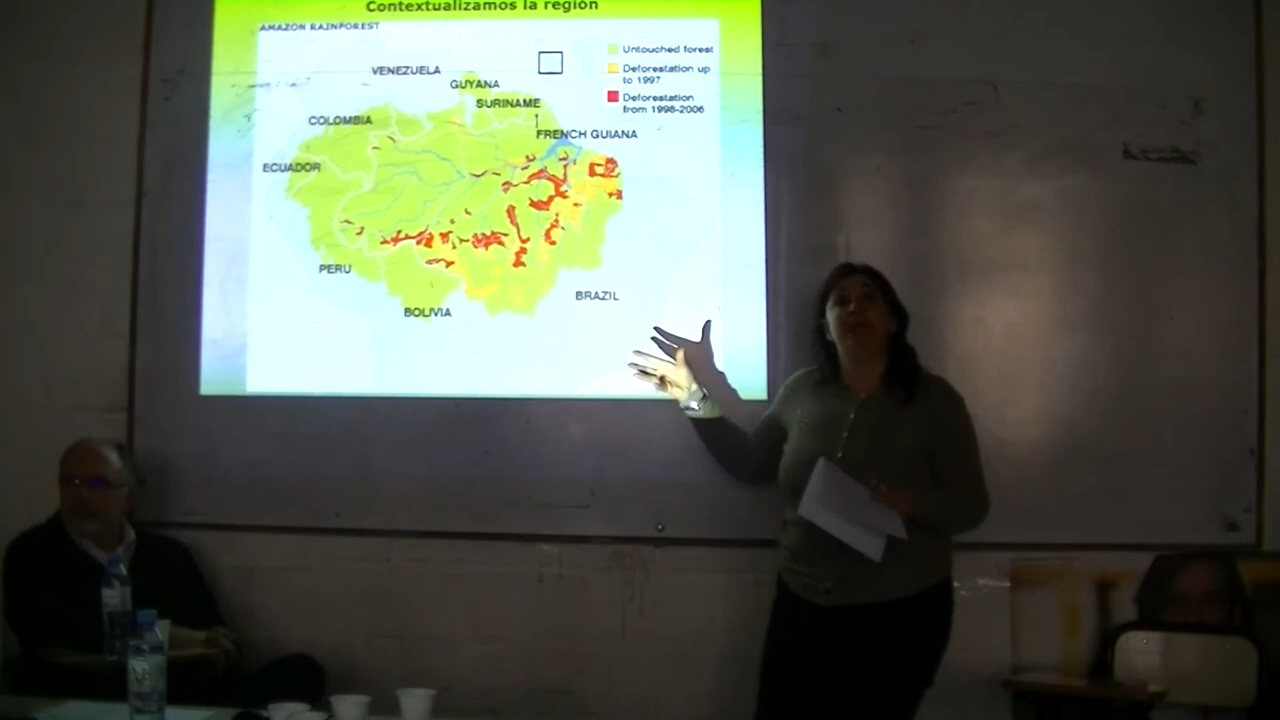 Contextualizamos la región
AMAZON RAINFOREST
Untouched forest
Deforestation up
to 1997
Deforestation
from 1998-2006
VENEZUELA
GUYANA
SURINAME
COLOMBIA
FRENCH GUIANA
ECUADOR
PERU
BRAZIL
BOLIVIA